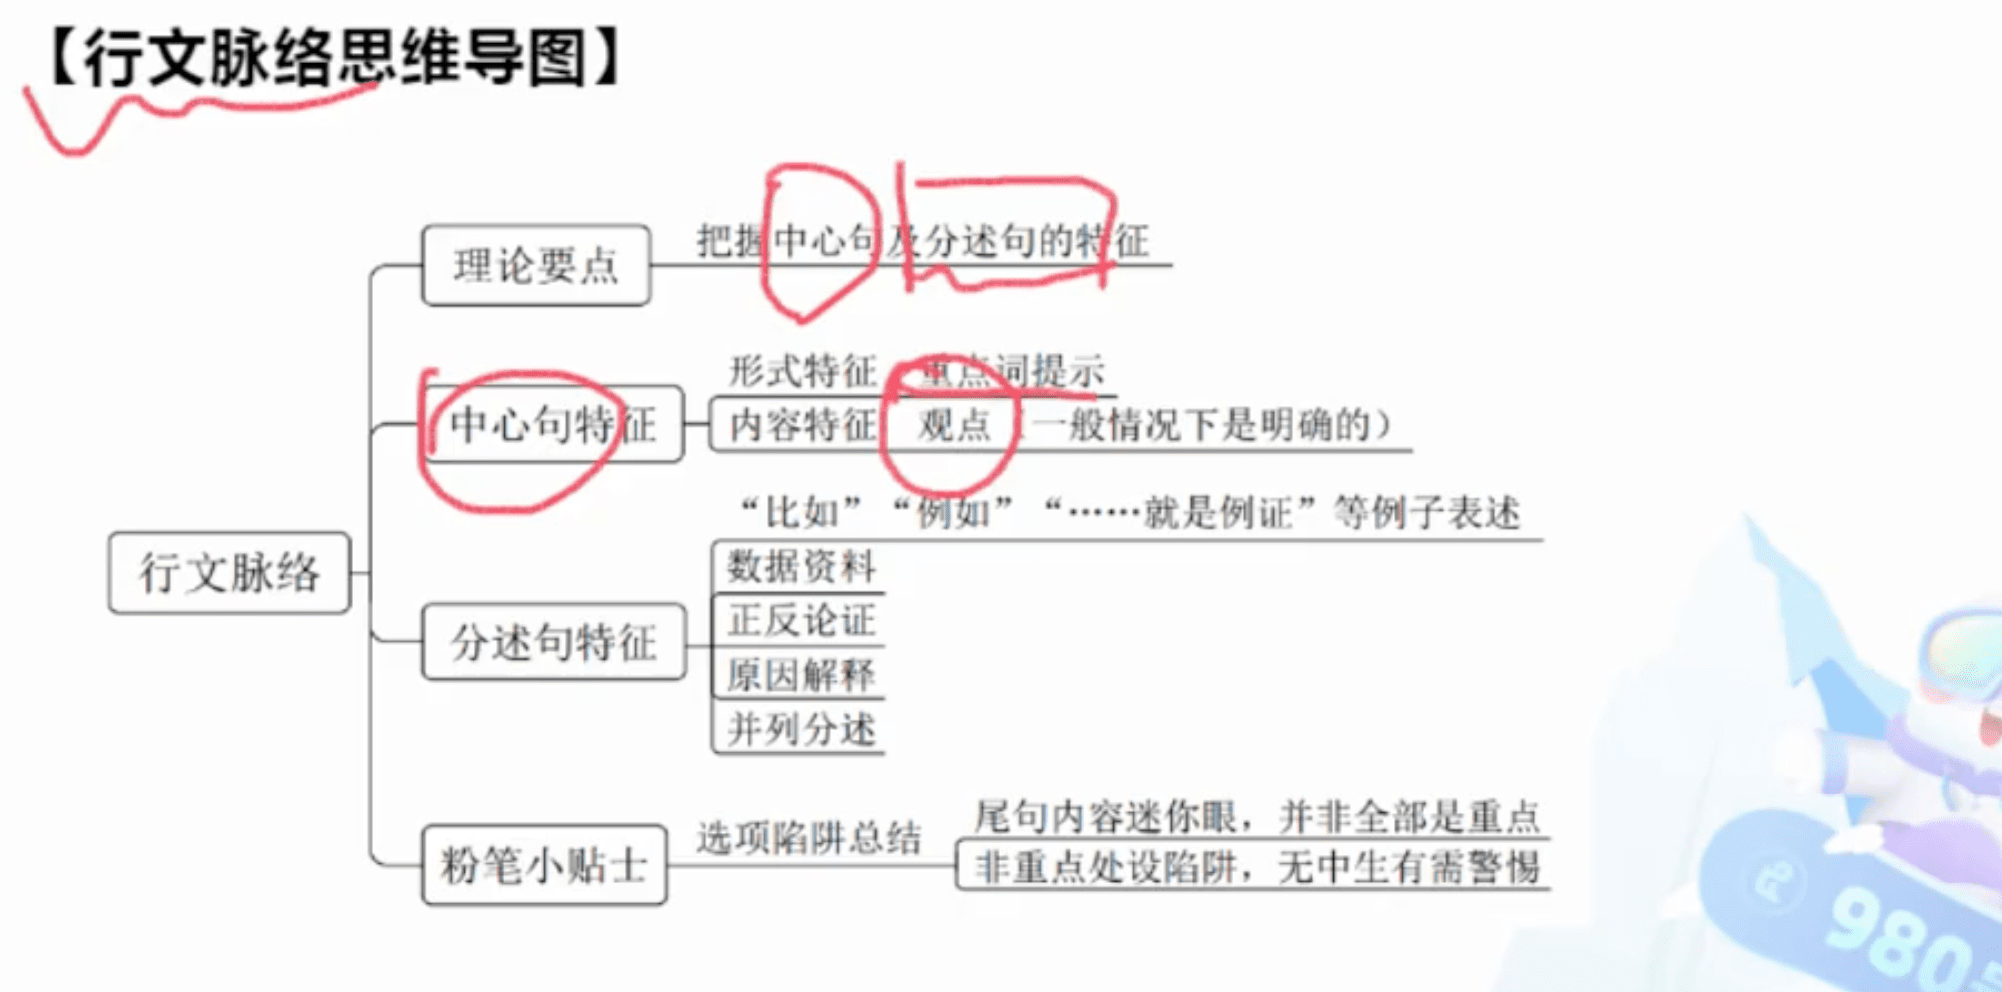 【行文脉络思维导图】
理论要点
把握中心句及分述句的特征
中心句特征
形式特征 重点词提示
内容特征 观点（一般情况下是明确的）
行文脉络
分述句特征
“比如”“例如”“……就是例证”等例子表述
数据资料
正反论证
原因解释
并列分述
粉笔小贴士
选项陷阱总结
尾句内容迷你眼，并非全部是重点
非重点处设陷阱，无中生有需警惕
980